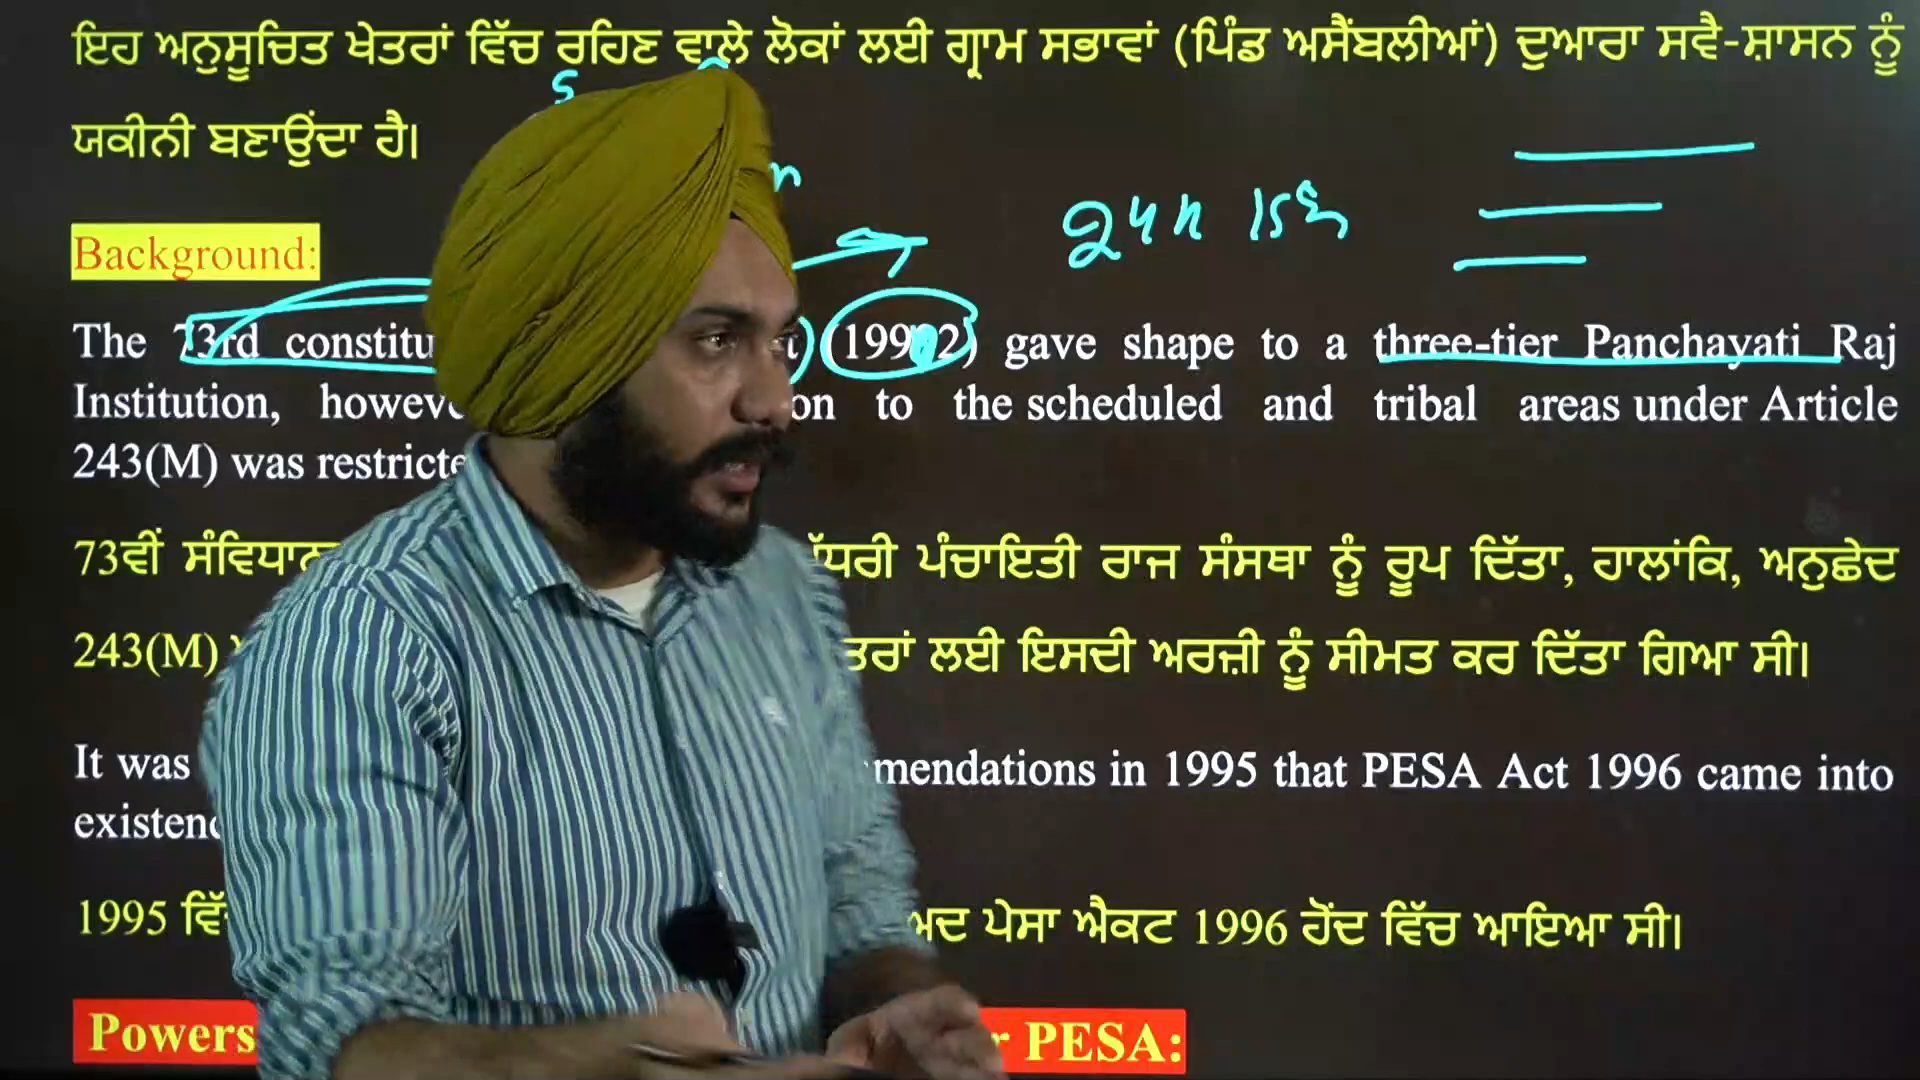 ਇਹ ਅਨੁਸੂਚਿਤ ਖੇਤਰਾਂ ਵਿੱਚ ਰਹਿਣ ਵਾਲੇ ਲੋਕਾਂ ਲਈ ਗ੍ਰਾਮ ਸਭਾਵਾਂ (ਪਿੰਡ ਅਸੈਂਬਲੀਆਂ) ਦੁਆਰਾ ਸਵੈ-ਸ਼ਾਸਨ ਨੂੰ
ਯਕੀਨੀ ਬਣਾਉਂਦਾ ਹੈ।
Background:
The 73rd constitu (1992) gave shape to a three-tier Panchayati Raj
Institution, howeve on to the scheduled and tribal areas under Article
243(M) was restricte
73ਵੀਂ ਪੰਚਾਇਤੀ ਰਾਜ ਸੰਸਥਾ ਨੂੰ ਰੂਪ ਦਿੱਤਾ, ਹਾਲਾਂਕਿ, ਅਨੁਛੇਦ
243(M) ਤਰਾਂ ਲਈ ਇਸਦੀ ਅਰਜ਼ੀ ਨੂੰ ਸੀਮਤ ਕਰ ਦਿੱਤਾ ਗਿਆ ਸੀ।
It was mendations in 1995 that PESA Act 1996 came into
existenc
1995 ਪੇਸਾ ਐਕਟ 1996 ਹੋਂਦ ਵਿੱਚ ਆਇਆ ਸੀ।
Powers r PESA: